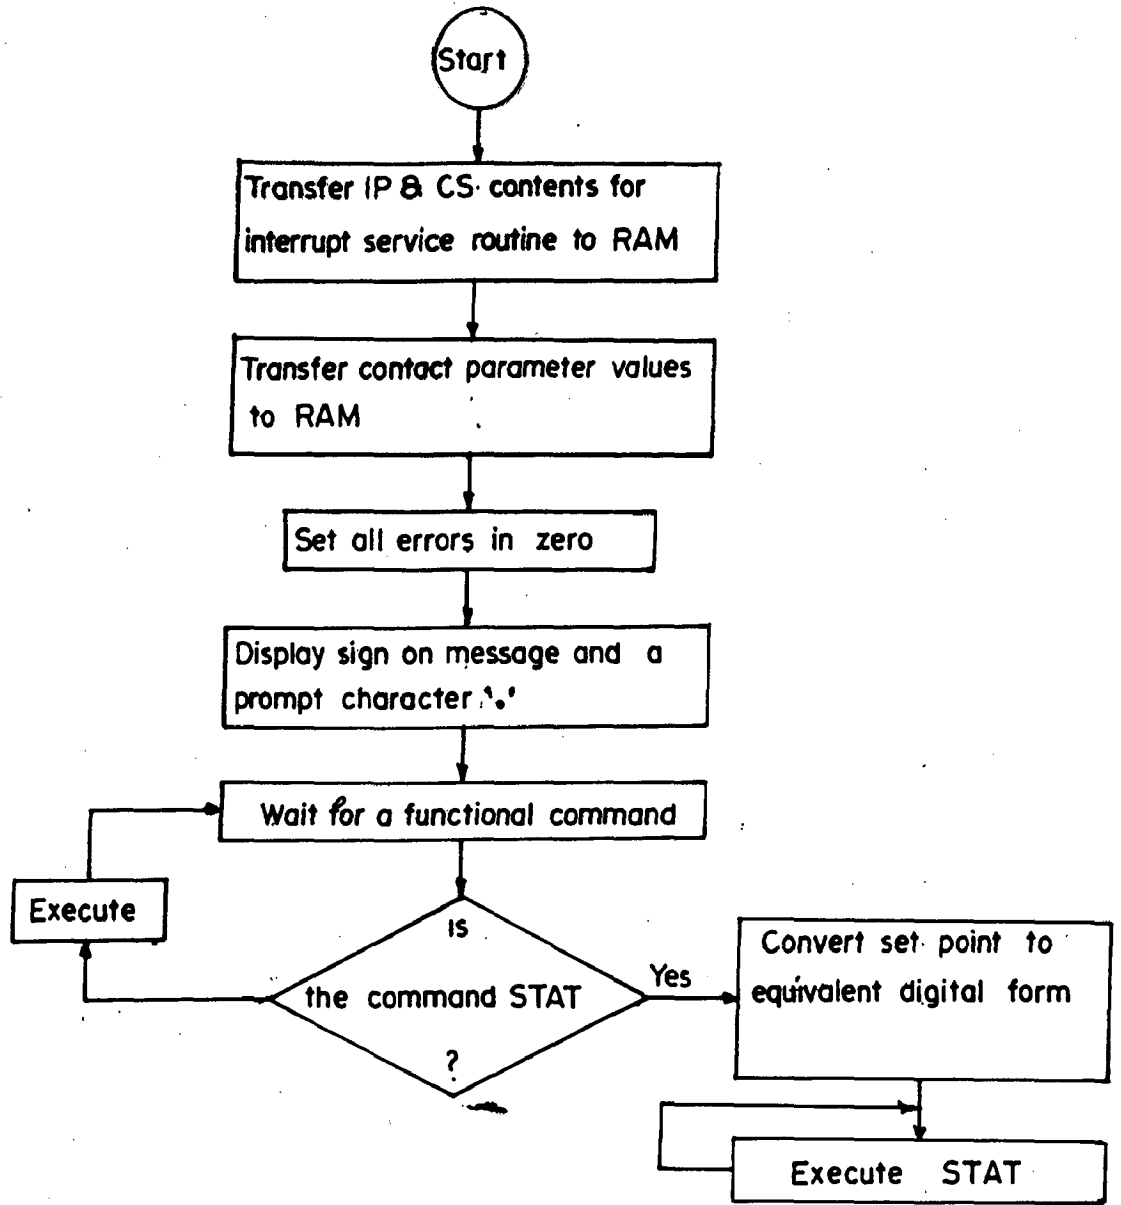 Start
Transfer IP & CS contents for
interrupt service routine to RAM
Transfer contact parameter values
to RAM
Set all errors in zero
Display sign on message and a
prompt character '.'
Wait for a functional command
Execute
is
the command STAT
?
Yes
Convert set point to
equivalent digital form
Execute STAT